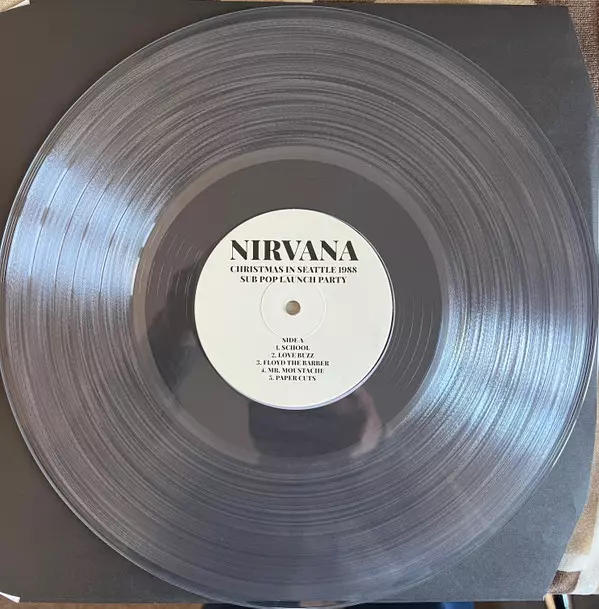 NIRVANA
CHRISTMAS IN SEATTLE 1988
SUB POP LAUNCH PARTY
SIDE A
1. SCHOOL
2. LOVE BUZZ
3. FLOYD THE BARBER
4. MR. MOUSTACHE
5. PAPER CUTS